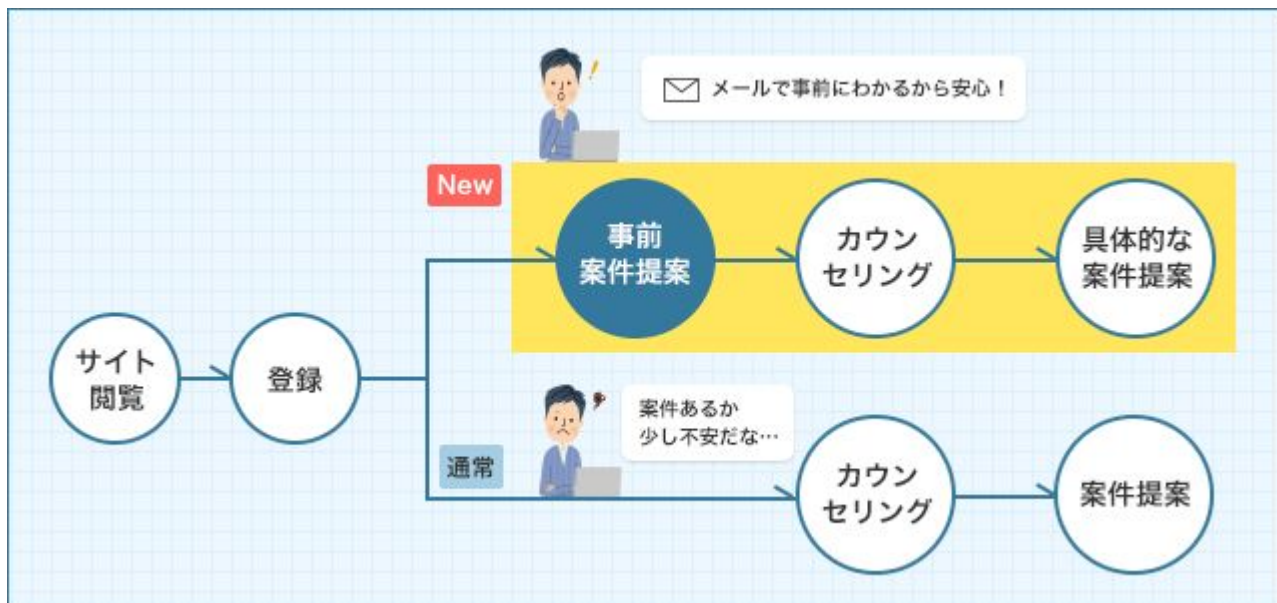 メールで事前にわかるから安心！
New
事前
案件提案
カウン
セリング
具体的な
案件提案
サイト
閲覧
登録
案件あるか
少し不安だな…
通常
カウン
セリング
案件提案